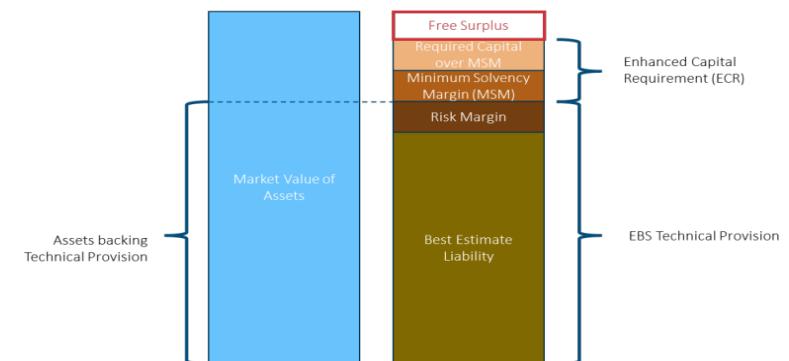 Free Surplus
Required Capital
over MSM
Minimum Solvency
Margin (MSM)
Risk Margin
Enhanced Capital
Requirement (ECR)
Market Value of
Assets
Assets backing
Technical Provision
Best Estimate
Liability
EBS Technical Provision